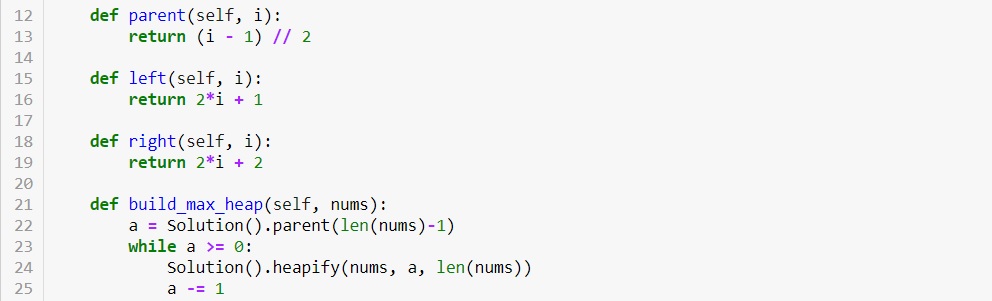 12 def parent(self, i):
13 return (i - 1) // 2
14
15 def left(self, i):
16 return 2*i + 1
17
18 def right(self, i):
19 return 2*i + 2
20
21 def build_max_heap(self, nums):
22 a = Solution().parent(len(nums)-1)
23 while a >= 0:
24 Solution().heapify(nums, a, len(nums))
25 a -= 1